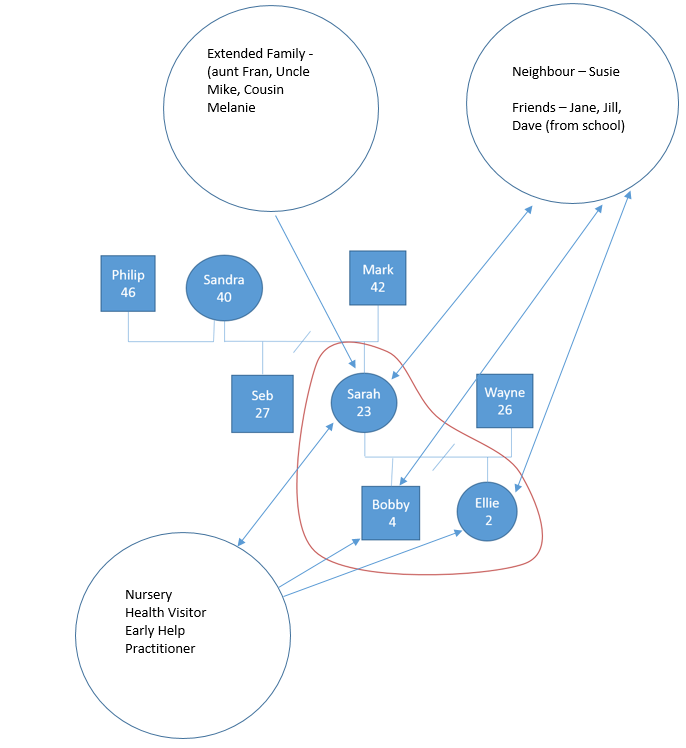 Extended Family -
(aunt Fran, Uncle
Mike, Cousin
Melanie
Neighbour – Susie
Friends – Jane, Jill,
Dave (from school)
Philip
46
Sandra
40
Mark
42
Seb
27
Sarah
23
Wayne
26
Bobby
4
Ellie
2
Nursery
Health Visitor
Early Help
Practitioner